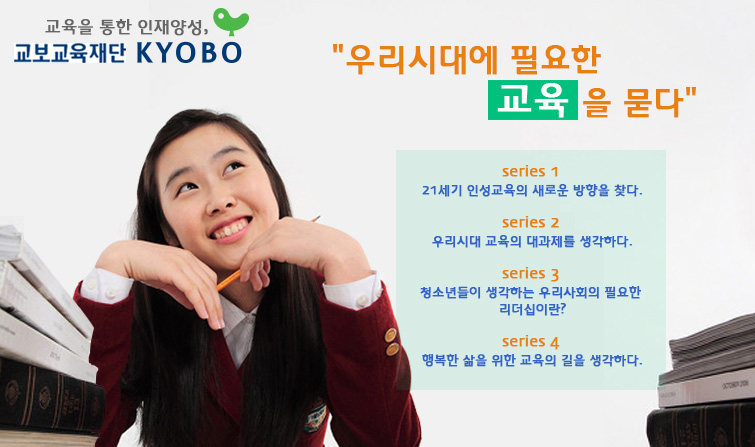 교육을 통한 인재양성,
교보교육재단 KYOBO
"우리시대에 필요한
교육을 묻다"
series 1
21세기 인성교육의 새로운 방향을 찾다.
series 2
우리시대 교육의 대과제를 생각하다.
series 3
청소년들이 생각하는 우리사회의 필요한
리더십이란?
series 4
행복한 삶을 위한 교육의 길을 생각하다.